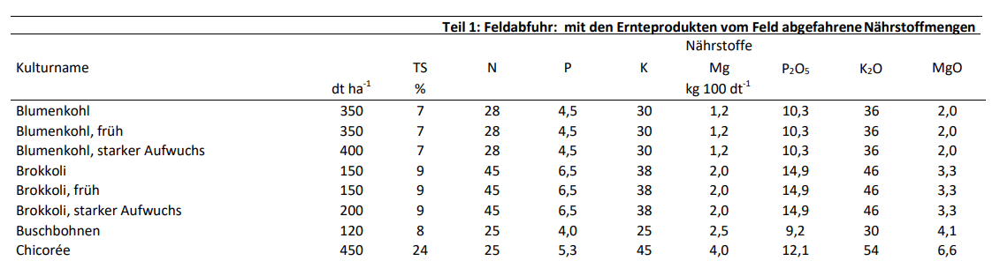 Teil 1: Feldabfuhr: mit den Ernteprodukten vom Feld abgefahrene Nährstoffmengen
Nährstoffe
Kulturname TS N P K Mg P₂O₅ K₂O MgO
dt ha⁻¹ % kg 100 dt⁻¹
Blumenkohl 350 7 28 4,5 30 1,2 10,3 36 2,0
Blumenkohl, früh 350 7 28 4,5 30 1,2 10,3 36 2,0
Blumenkohl, starker Aufwuchs 400 7 28 4,5 30 1,2 10,3 36 2,0
Brokkoli 150 9 45 6,5 38 2,0 14,9 46 3,3
Brokkoli, früh 150 9 45 6,5 38 2,0 14,9 46 3,3
Brokkoli, starker Aufwuchs 200 9 45 6,5 38 2,0 14,9 46 3,3
Buschbohnen 120 8 25 4,0 25 2,5 9,2 30 4,1
Chicorée 450 24 25 5,3 45 4,0 12,1 54 6,6